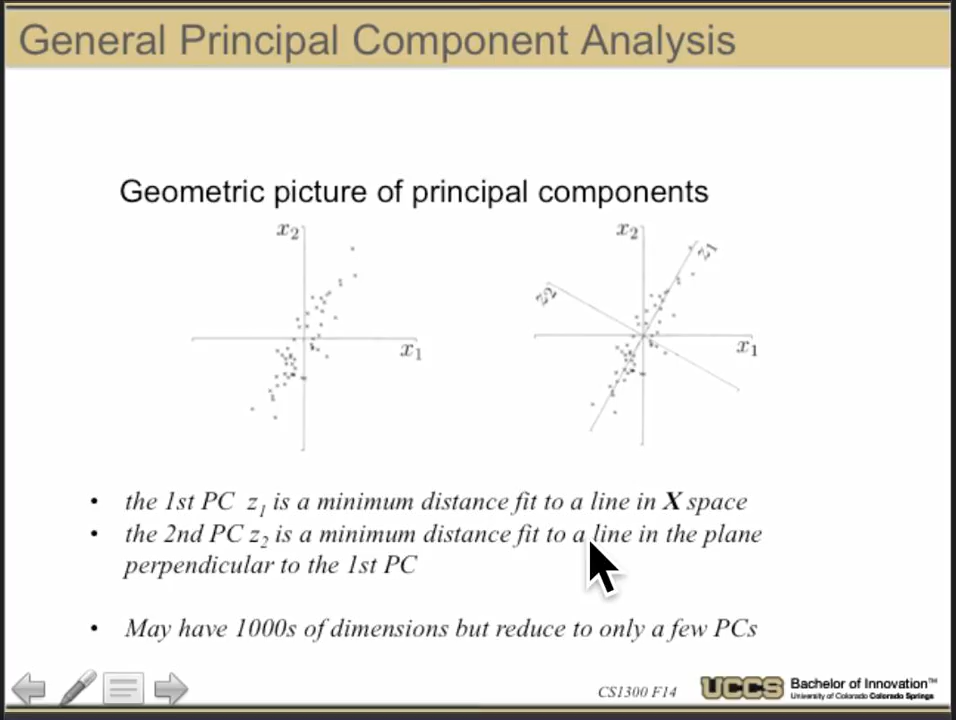 General Principal Component Analysis
Geometric picture of principal components
x2
x1
x2
z1
z2
x1
• the 1st PC z1 is a minimum distance fit to a line in X space
• the 2nd PC z2 is a minimum distance fit to a line in the plane
perpendicular to the 1st PC
• May have 1000s of dimensions but reduce to only a few PCs
CS1300 F14
UCCS
Bachelor of Innovation™
University of Colorado Colorado Springs